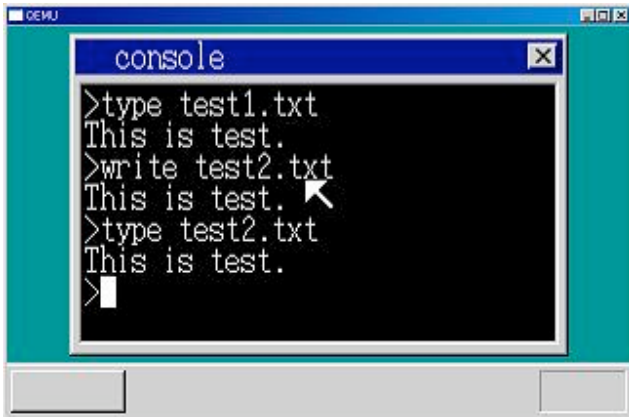 QEMU
console
>type test1.txt
This is test.
>write test2.txt
This is test.
>type test2.txt
This is test.
>